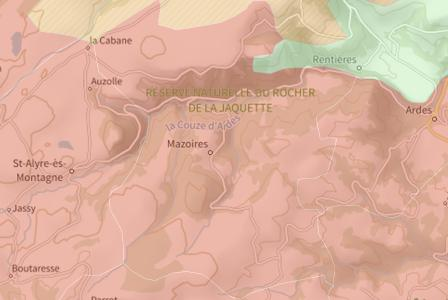 la Cabane
Rentières
Auzolle
RÉSERVE NATURELLE DU ROCHER
DE LA JAQUETTE
Ardes
la Couze d'Ardes
Mazoires
St-Alyre-ès-
Montagne
Jassy
Boutaresse
Parrot